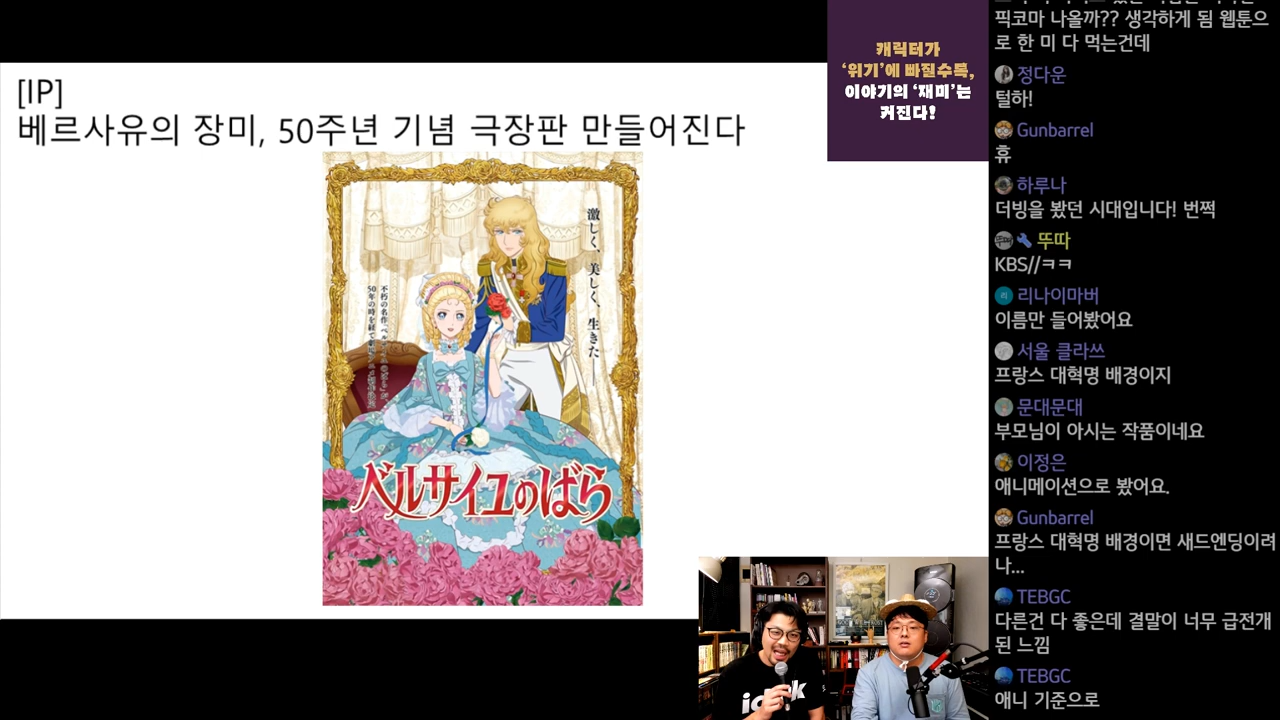 [IP]
베르사유의 장미, 50주년 기념 극장판 만들어진다
激しく、美しく、生きた
ベルサイユのばら
캐릭터가
‘위기’에 빠질수록,
이야기의 ‘재미’는
커진다!
픽코마 나올까?? 생각하게 됨 웹툰으
로 한 미 다 먹는건데
정다운
털하!
Gunbarrel
휴
하루나
더빙을 봤던 시대입니다! 번쩍
뚜따
KBS//ㅋㅋ
리 리나이마버
이름만 들어봤어요
서울 클라쓰
프랑스 대혁명 배경이지
문대문대
부모님이 아시는 작품이네요
이정은
애니메이션으로 봤어요.
Gunbarrel
프랑스 대혁명 배경이면 새드엔딩이려
나...
TEBGC
다른건 다 좋은데 결말이 너무 급전개
된 느낌
TEBGC
애니 기준으로